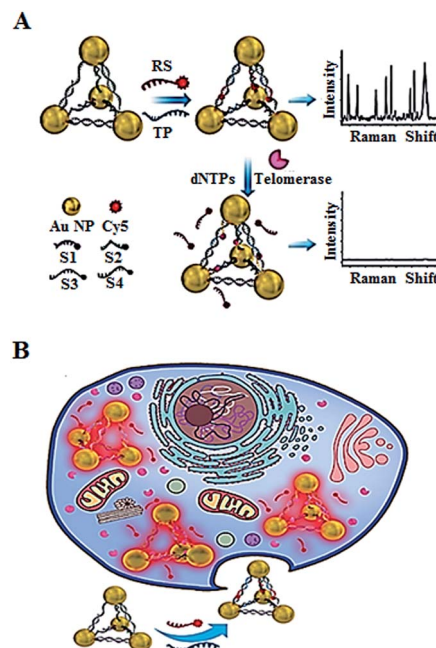 A
RS
TP
Intensity
Raman Shift
dNTPs
Telomerase
Au NP
Cy5
S1
S2
S3
S4
Intensity
Raman Shift
B